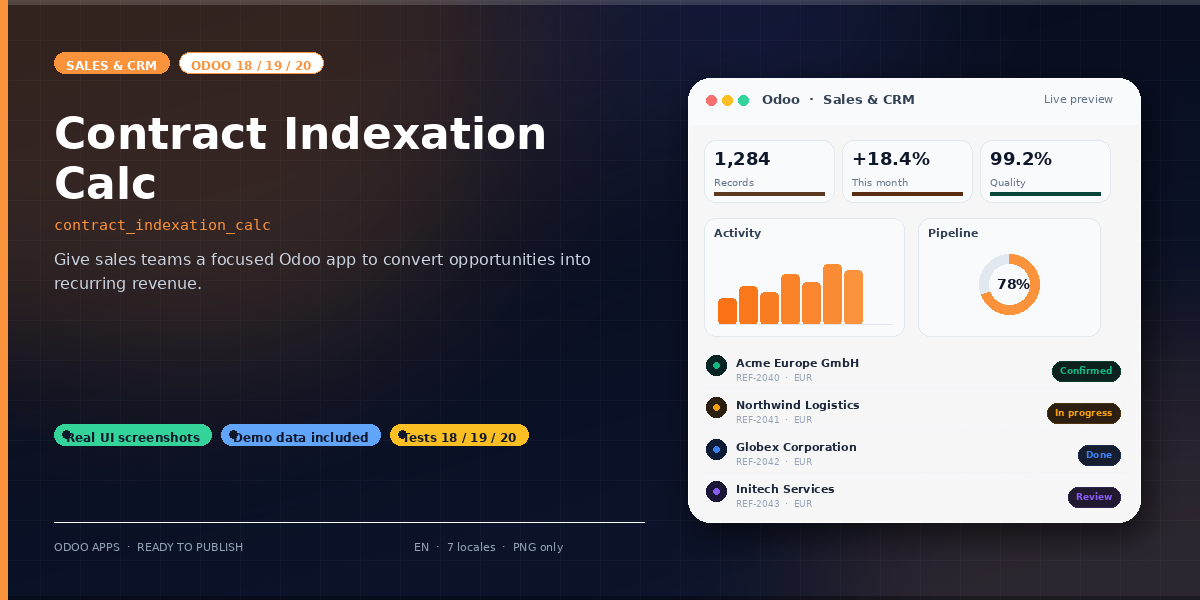 SALES & CRM
ODOO 18 / 19 / 20
Contract Indexation
Calc
contract_indexation_calc
Give sales teams a focused Odoo app to convert opportunities into
recurring revenue.
Real UI screenshots
Demo data included
Tests 18 / 19 / 20
ODOO APPS · READY TO PUBLISH
EN · 7 locales · PNG only
Odoo · Sales & CRM
Live preview
1,284
Records
+18.4%
This month
99.2%
Quality
Activity
Pipeline
78%
Acme Europe GmbH
REF-2040 · EUR
Confirmed
Northwind Logistics
REF-2041 · EUR
In progress
Globex Corporation
REF-2042 · EUR
Done
Initech Services
REF-2043 · EUR
Review